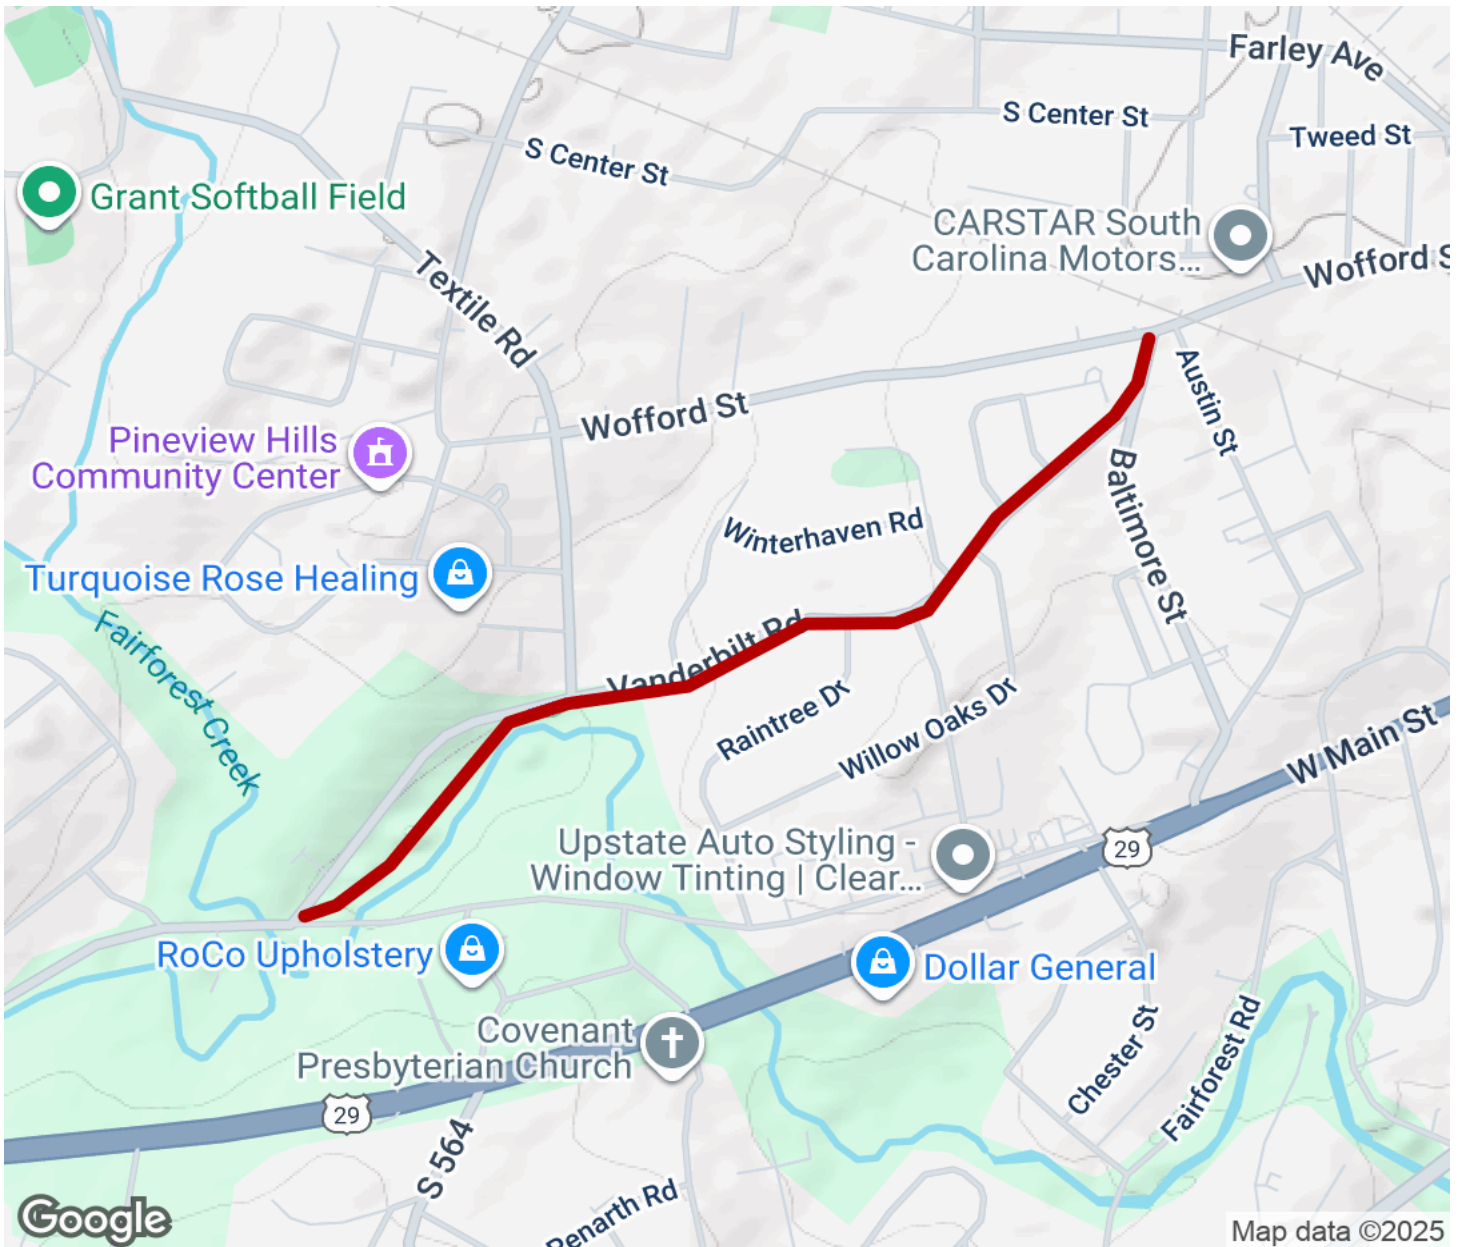 Farley Ave
S Center St
Tweed St
S Center St
Grant Softball Field
CARSTAR South
Carolina Motors...
Wofford S
Textile Rd
Austin St
Wofford St
Pineview Hills
Community Center
Baltimore St
Winterhaven Rd
Turquoise Rose Healing
Fairforest Creek
Vanderbilt Rd
Raintree Dr
Willow Oaks Dr
W Main St
Upstate Auto Styling -
Window Tinting | Clear...
29
RoCo Upholstery
Dollar General
Covenant
Presbyterian Church
Chester St
Fairforest Rd
29
S 564
Penarth Rd
Google
Map data ©2025